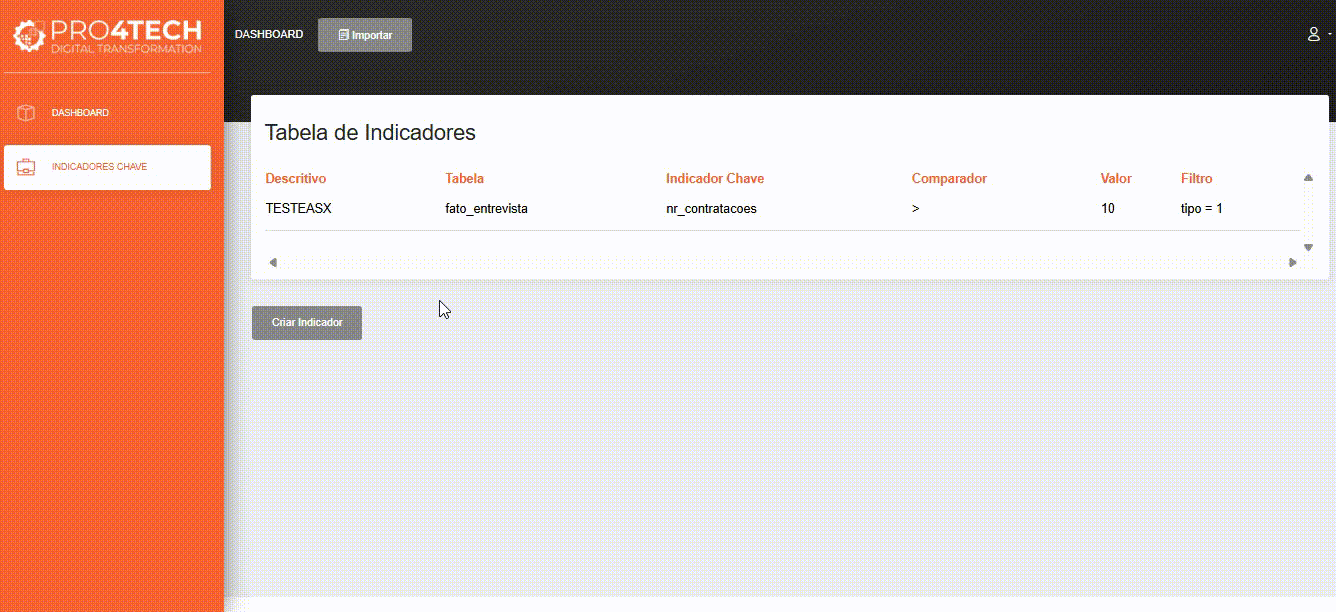 PRO4TECH
DIGITAL TRANSFORMATION
DASHBOARD
INDICADORES CHAVE
DASHBOARD Importar
Tabela de Indicadores
Descritivo Tabela Indicador Chave Comparador Valor Filtro
TESTEASX fato_entrevista nr_contratacoes > 10 tipo = 1
Criar Indicador